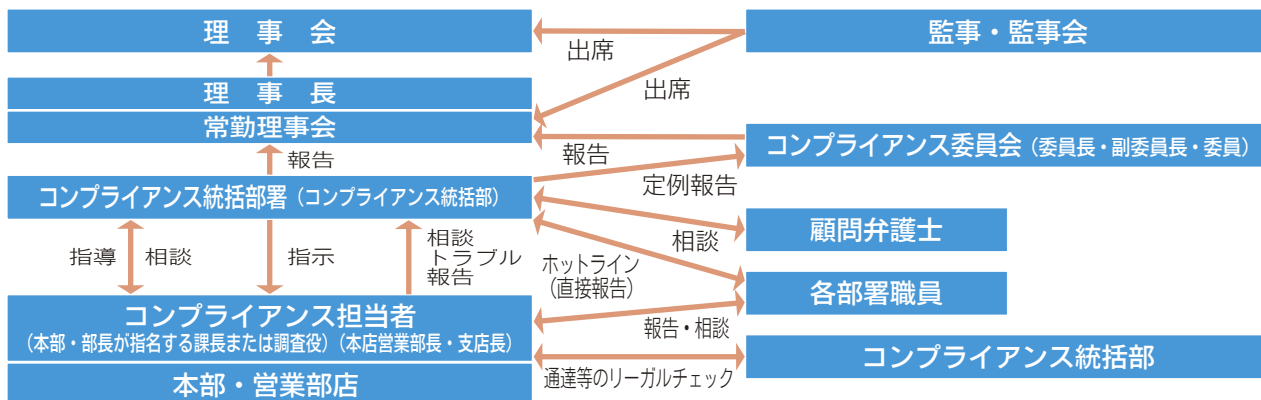 理事会
監事・監事会
出席
理事長
出席
常勤理事会
報告
報告
コンプライアンス委員会（委員長・副委員長・委員）
定例報告
コンプライアンス統括部署（コンプライアンス統括部）
顧問弁護士
相談
指導
相談
指示
相談
トラブル
報告
ホットライン
（直接報告）
各部署職員
コンプライアンス担当者
（本部・部長が指名する課長または調査役）（本店営業部長・支店長）
報告・相談
コンプライアンス統括部
通達等のリーガルチェック
本部・営業部店